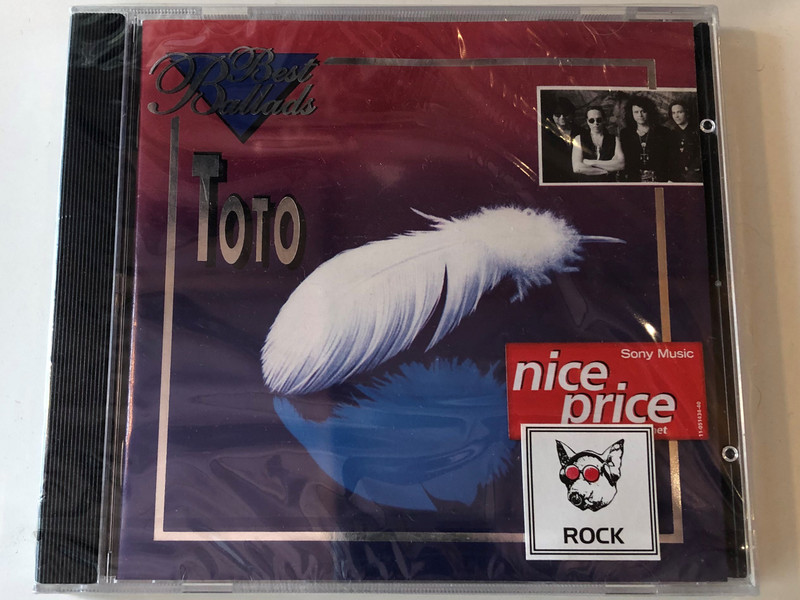 Best
Ballads
TOTO
Sony Music
nice
price
ROCK